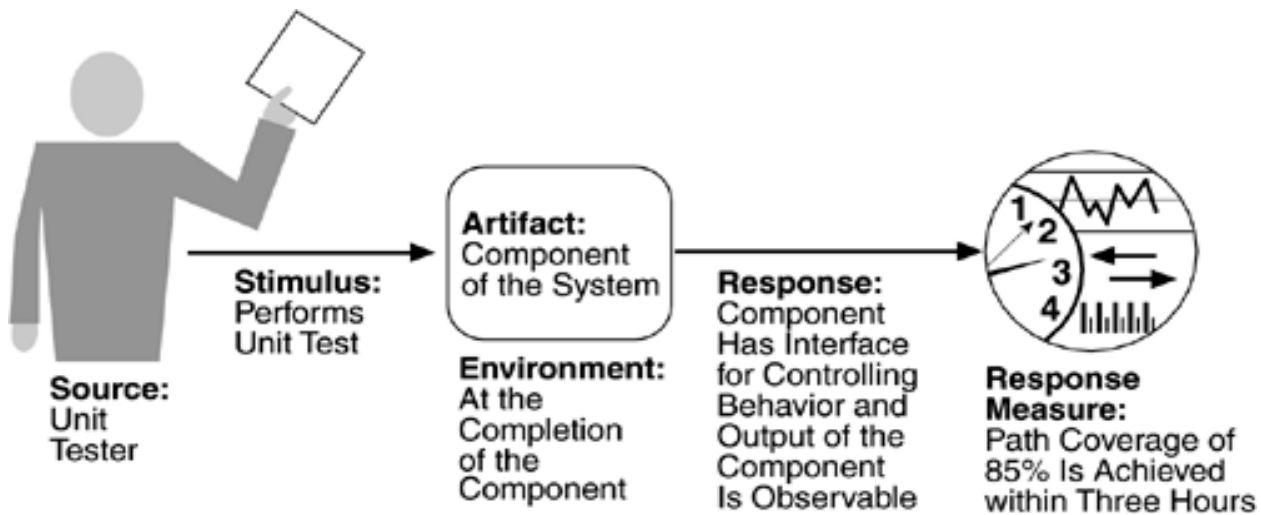 Source:
Unit
Tester
Stimulus:
Performs
Unit Test
Artifact:
Component
of the System
Environment:
At the
Completion
of the
Component
Response:
Component
Has Interface
for Controlling
Behavior and
Output of the
Component
Is Observable
1
2
3
4
Response
Measure:
Path Coverage of
85% Is Achieved
within Three Hours